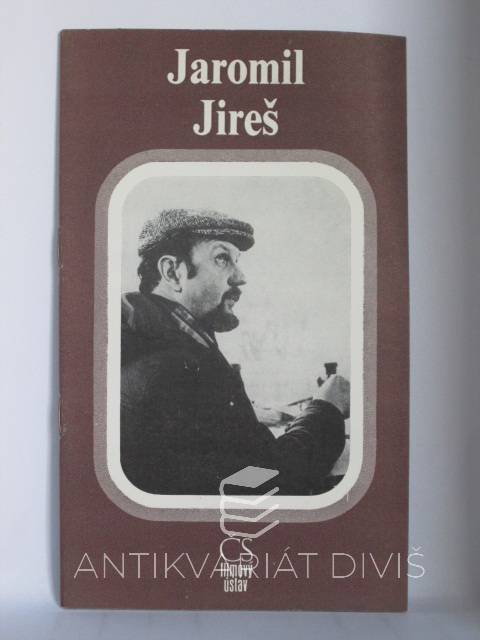 Jaromil
Jireš
ČS
filmový
ústav
ANTIKVARIÁT DIVIŠ